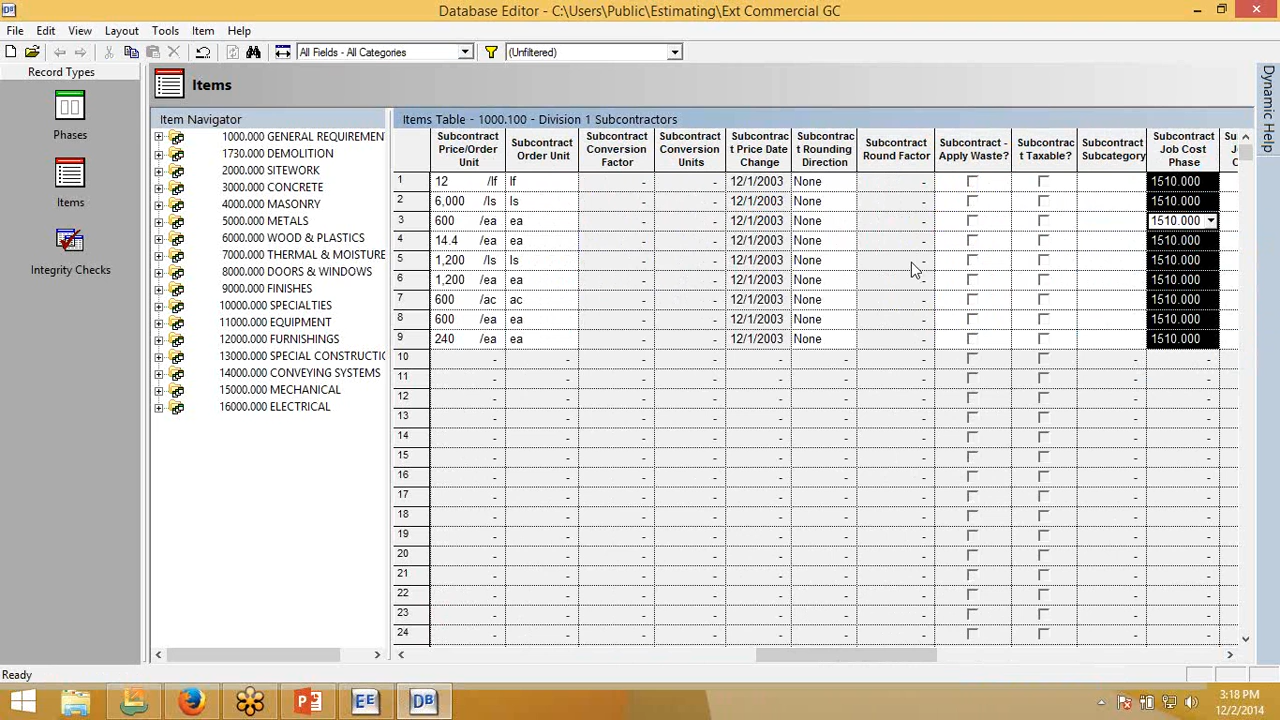 Database Editor - C:\Users\Public\Estimating\Ext Commercial GC
File Edit View Layout Tools Item Help
All Fields - All Categories (Unfiltered)
Record Types
Phases
Items
Integrity Checks
Items
Item Navigator
1000.000 GENERAL REQUIREMEN
1730.000 DEMOLITION
2000.000 SITEWORK
3000.000 CONCRETE
4000.000 MASONRY
5000.000 METALS
6000.000 WOOD & PLASTICS
7000.000 THERMAL & MOISTURE
8000.000 DOORS & WINDOWS
9000.000 FINISHES
10000.000 SPECIALTIES
11000.000 EQUIPMENT
12000.000 FURNISHINGS
13000.000 SPECIAL CONSTRUCTIO
14000.000 CONVEYING SYSTEMS
15000.000 MECHANICAL
16000.000 ELECTRICAL
Items Table - 1000.100 - Division 1 Subcontractors
Subcontract Price/Order Unit
Subcontract Order Unit
Subcontract Conversion Factor
Subcontract Conversion Units
Subcontrac t Price Date Change
Subcontrac t Rounding Direction
Subcontract Round Factor
Subcontract - Apply Waste?
Subcontrac t Taxable?
Subcontract Subcategory
Subcontract Job Cost Phase
1 12 /lf lf - - 12/1/2003 None - 1510.000
2 6,000 /ls ls - - 12/1/2003 None - 1510.000
3 600 /ea ea - - 12/1/2003 None - 1510.000
4 14.4 /ea ea - - 12/1/2003 None - 1510.000
5 1,200 /ls ls - - 12/1/2003 None - 1510.000
6 1,200 /ea ea - - 12/1/2003 None - 1510.000
7 600 /ac ac - - 12/1/2003 None - 1510.000
8 600 /ea ea - - 12/1/2003 None - 1510.000
9 240 /ea ea - - 12/1/2003 None - 1510.000
10 - - - - - - - - -
11 - - - - - - - - -
12 - - - - - - - - -
13 - - - - - - - - -
14 - - - - - - - - -
15 - - - - - - - - -
16 - - - - - - - - -
17 - - - - - - - - -
18 - - - - - - - - -
19 - - - - - - - - -
20 - - - - - - - - -
21 - - - - - - - - -
22 - - - - - - - - -
23 - - - - - - - - -
24 - - - - - - - - -
Dynamic Help
Ready
EE
DB
3:18 PM
12/2/2014